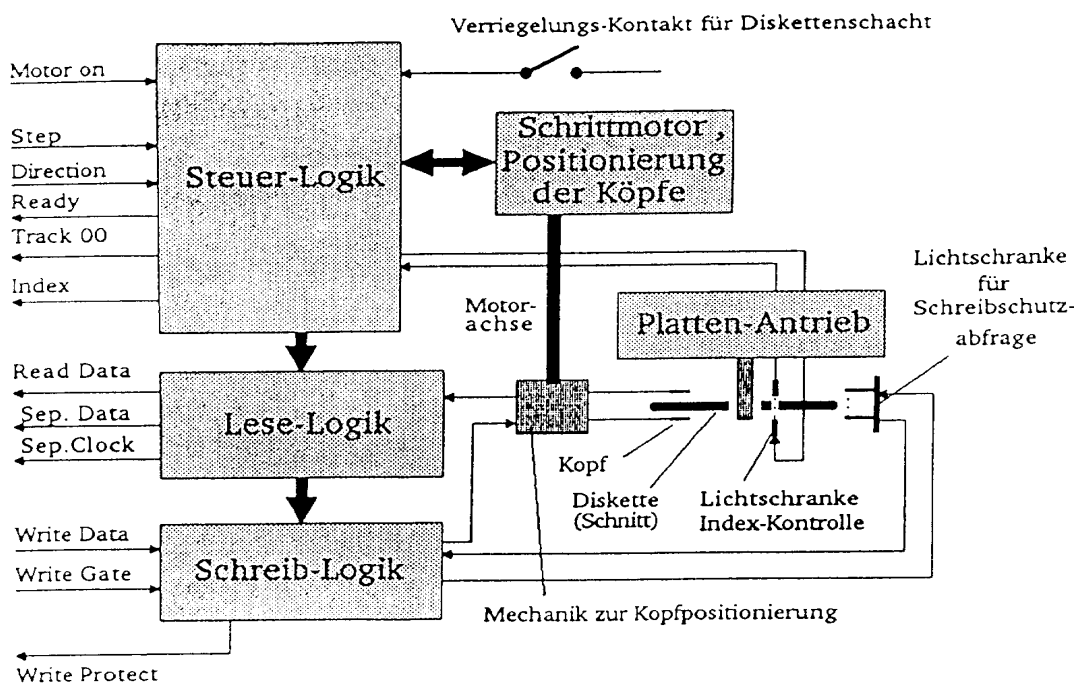 Verriegelungs-Kontakt für Diskettenschacht
Motor on
Step
Direction
Ready
Track 00
Index
Steuer-Logik
Schrittmotor ,
Positionierung
der Köpfe
Lichtschranke
für
Schreibschutz-
abfrage
Motor-
achse
Platten-Antrieb
Read Data
Sep. Data
Sep.Clock
Lese-Logik
Kopf
Diskette
(Schnitt)
Lichtschranke
Index-Kontrolle
Write Data
Write Gate
Schreib-Logik
Mechanik zur Kopfpositionierung
Write Protect